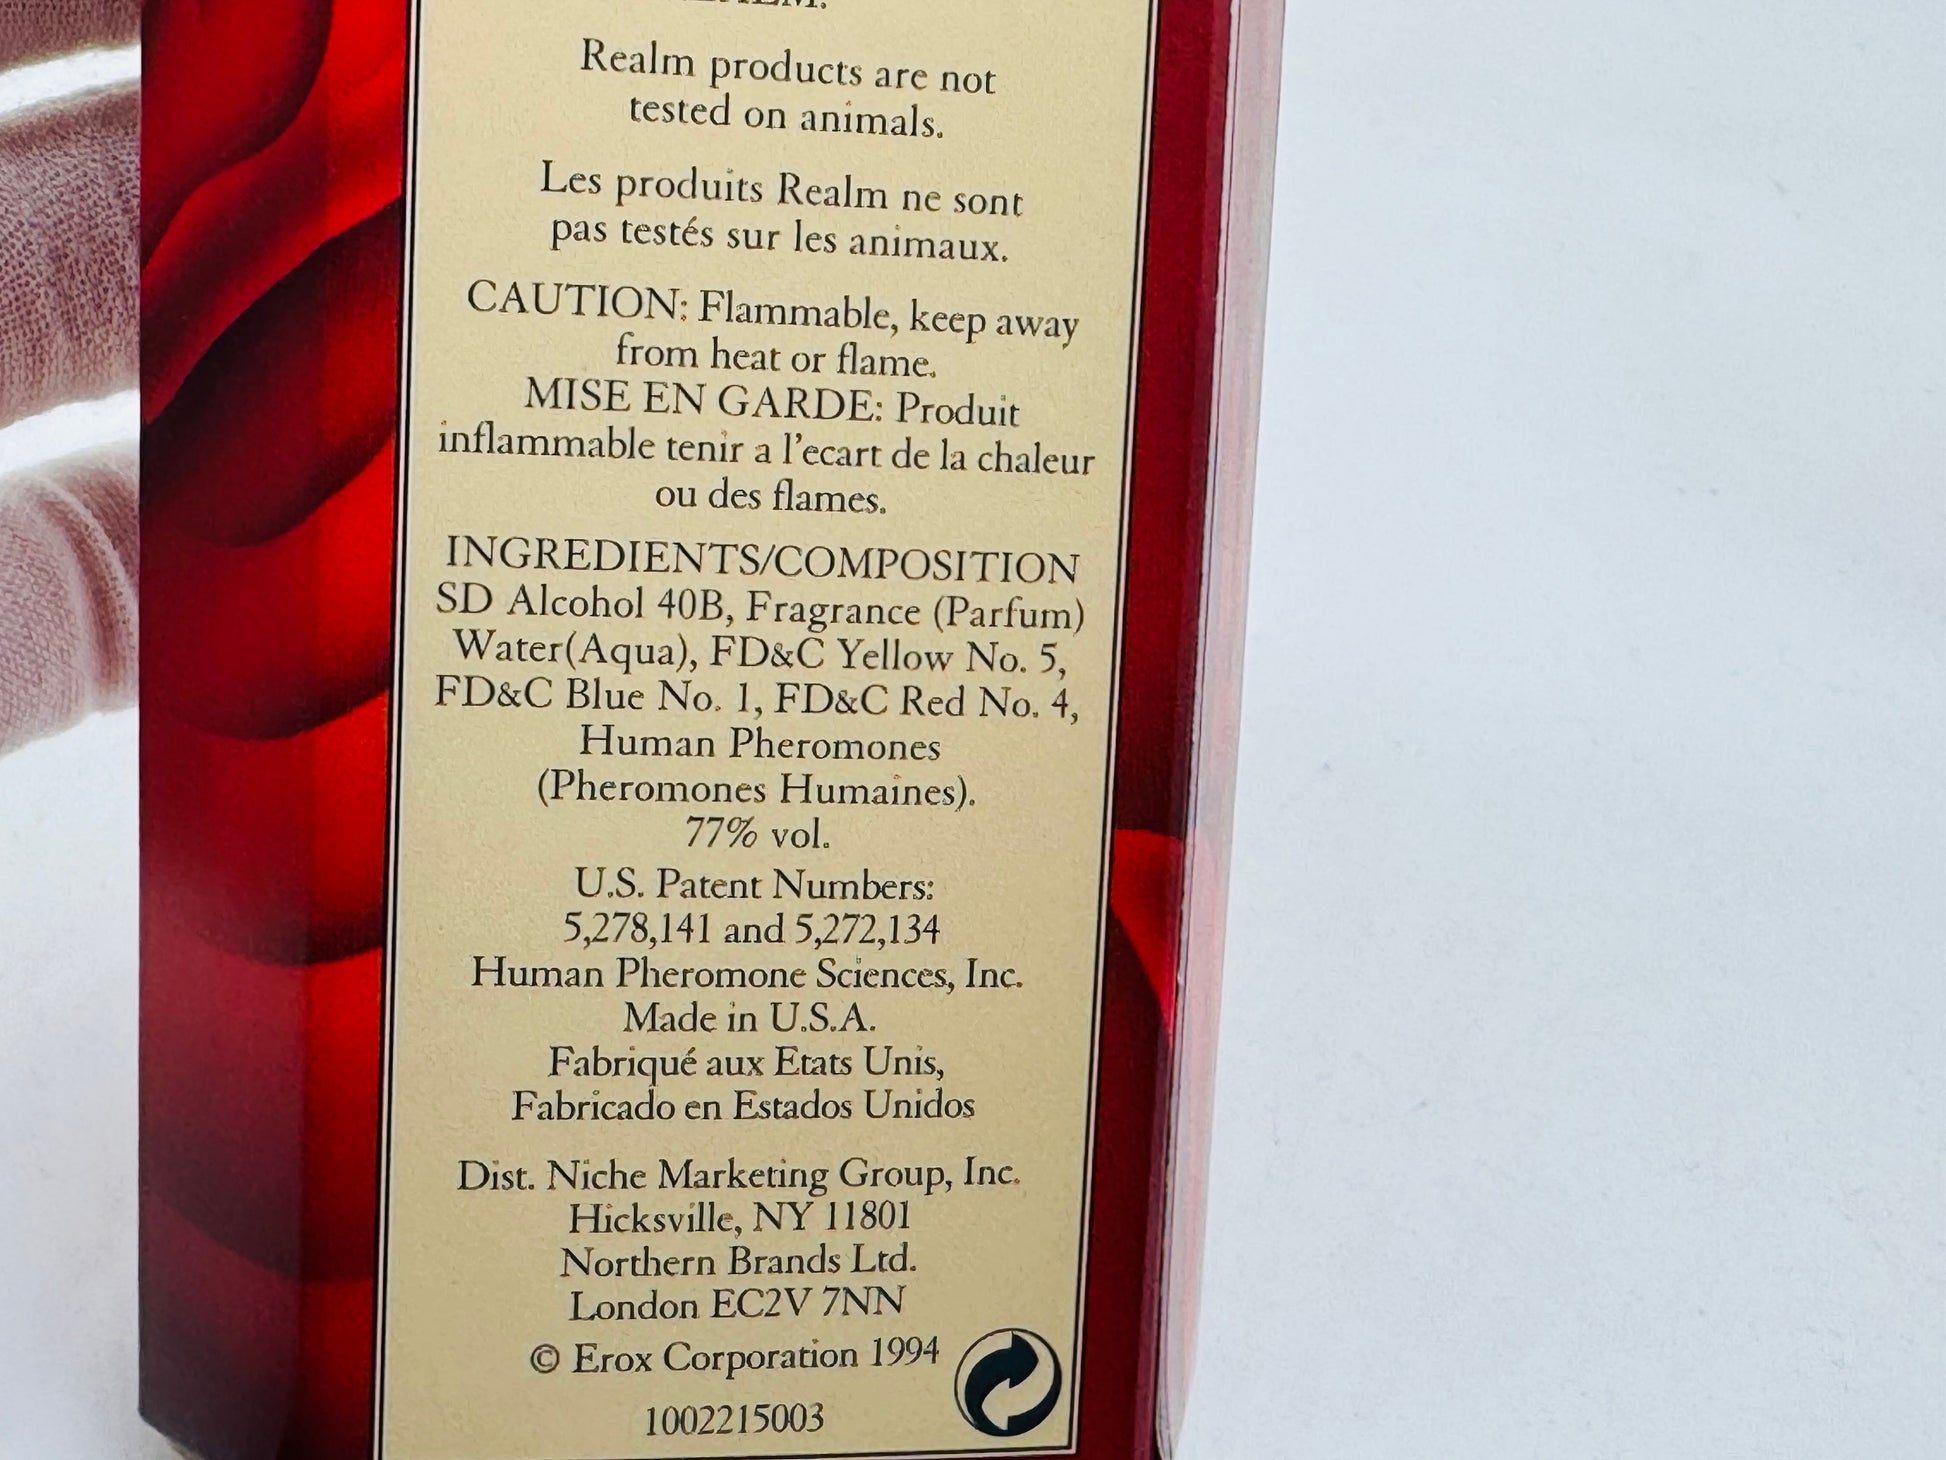 Realm products are not
tested on animals.
Les produits Realm ne sont
pas testés sur les animaux.
CAUTION: Flammable, keep away
from heat or flame.
MISE EN GARDE: Produit
inflammable tenir a l'ecart de la chaleur
ou des flames.
INGREDIENTS/COMPOSITION
SD Alcohol 40B, Fragrance (Parfum)
Water(Aqua), FD&C Yellow No. 5,
FD&C Blue No. 1, FD&C Red No. 4,
Human Pheromones
(Pheromones Humaines).
77% vol.
U.S. Patent Numbers:
5,278,141 and 5,272,134
Human Pheromone Sciences, Inc.
Made in U.S.A.
Fabriqué aux Etats Unis,
Fabricado en Estados Unidos
Dist. Niche Marketing Group, Inc.
Hicksville, NY 11801
Northern Brands Ltd.
London EC2V 7NN
© Erox Corporation 1994
1002215003